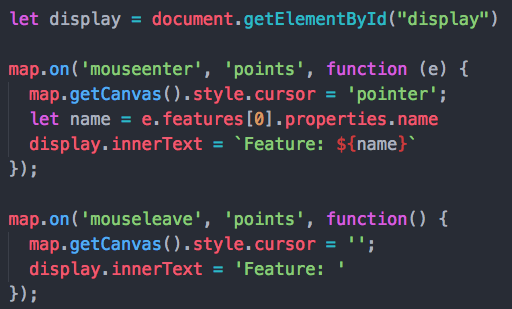 let display = document.getElementById("display")
map.on('mouseenter', 'points', function (e) {
map.getCanvas().style.cursor = 'pointer';
let name = e.features[0].properties.name
display.innerText = `Feature: ${name}`
});
map.on('mouseleave', 'points', function() {
map.getCanvas().style.cursor = '';
display.innerText = 'Feature: '
});